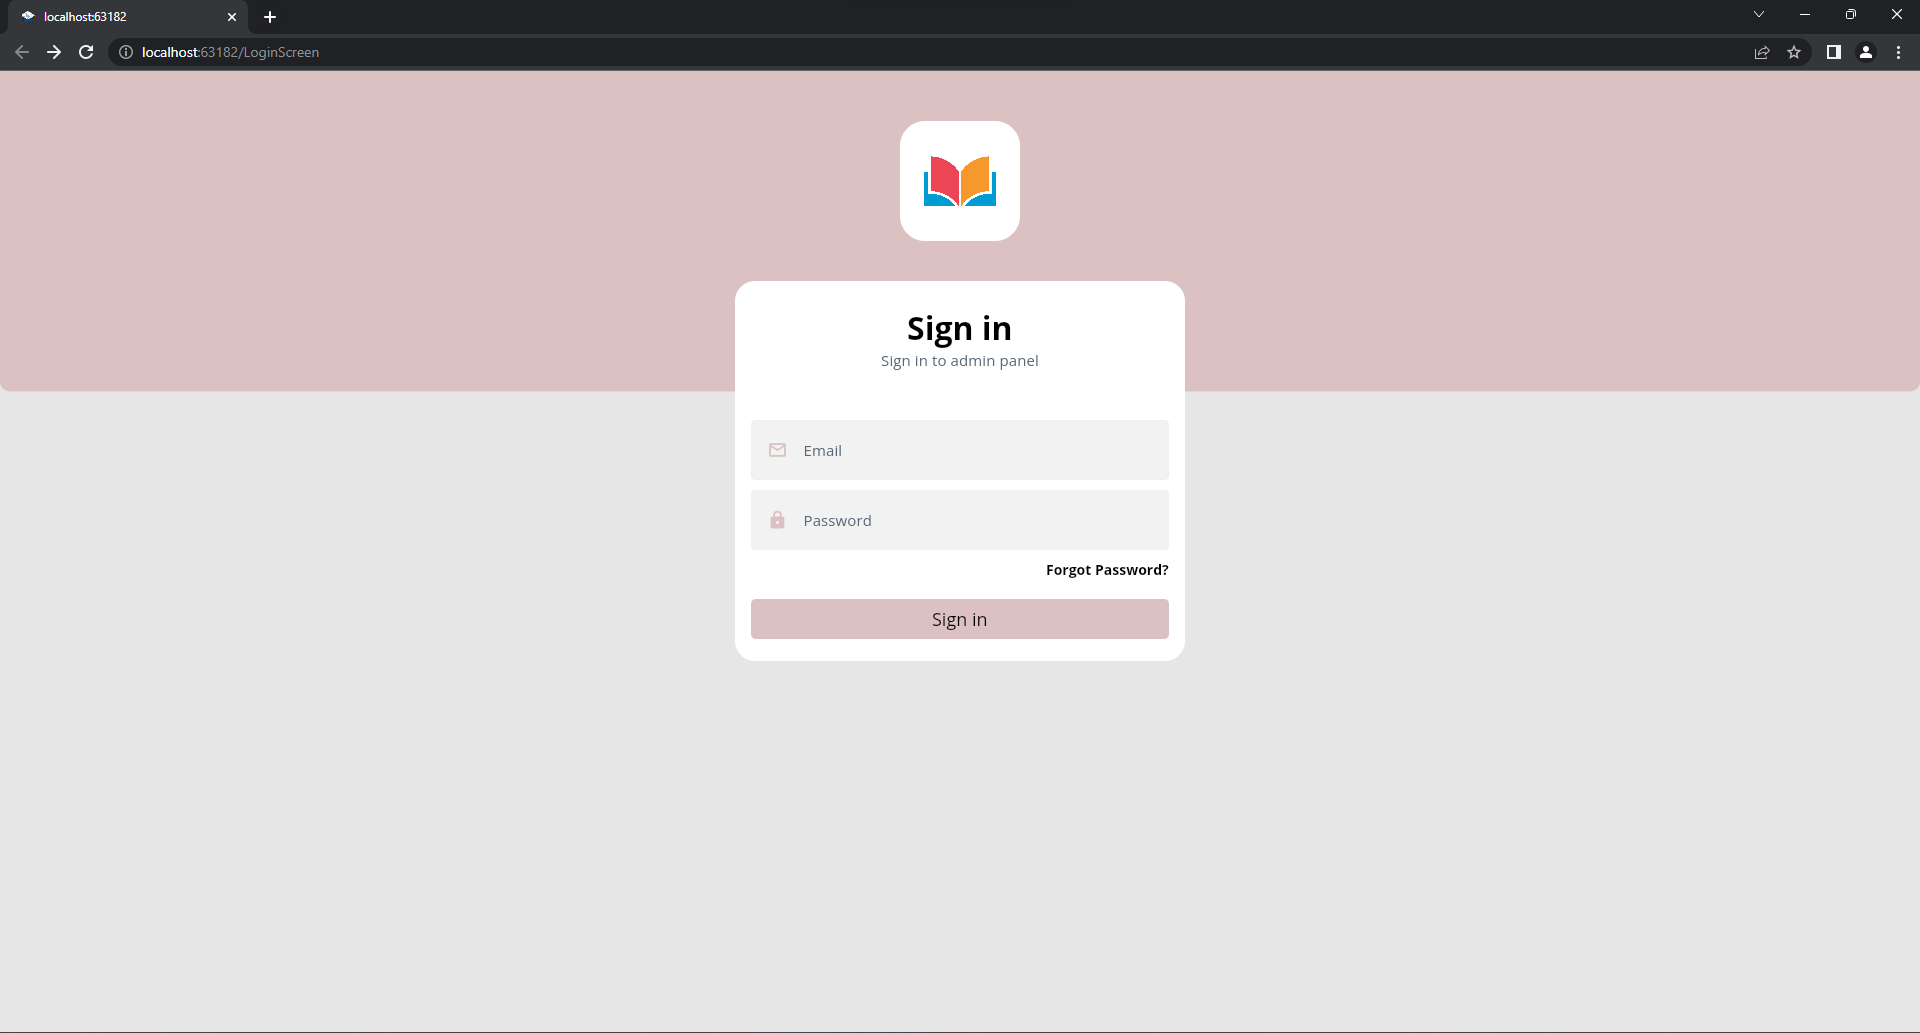 localhost:63182
localhost:63182/LoginScreen
Sign in
Sign in to admin panel
Email
Password
Forgot Password?
Sign in